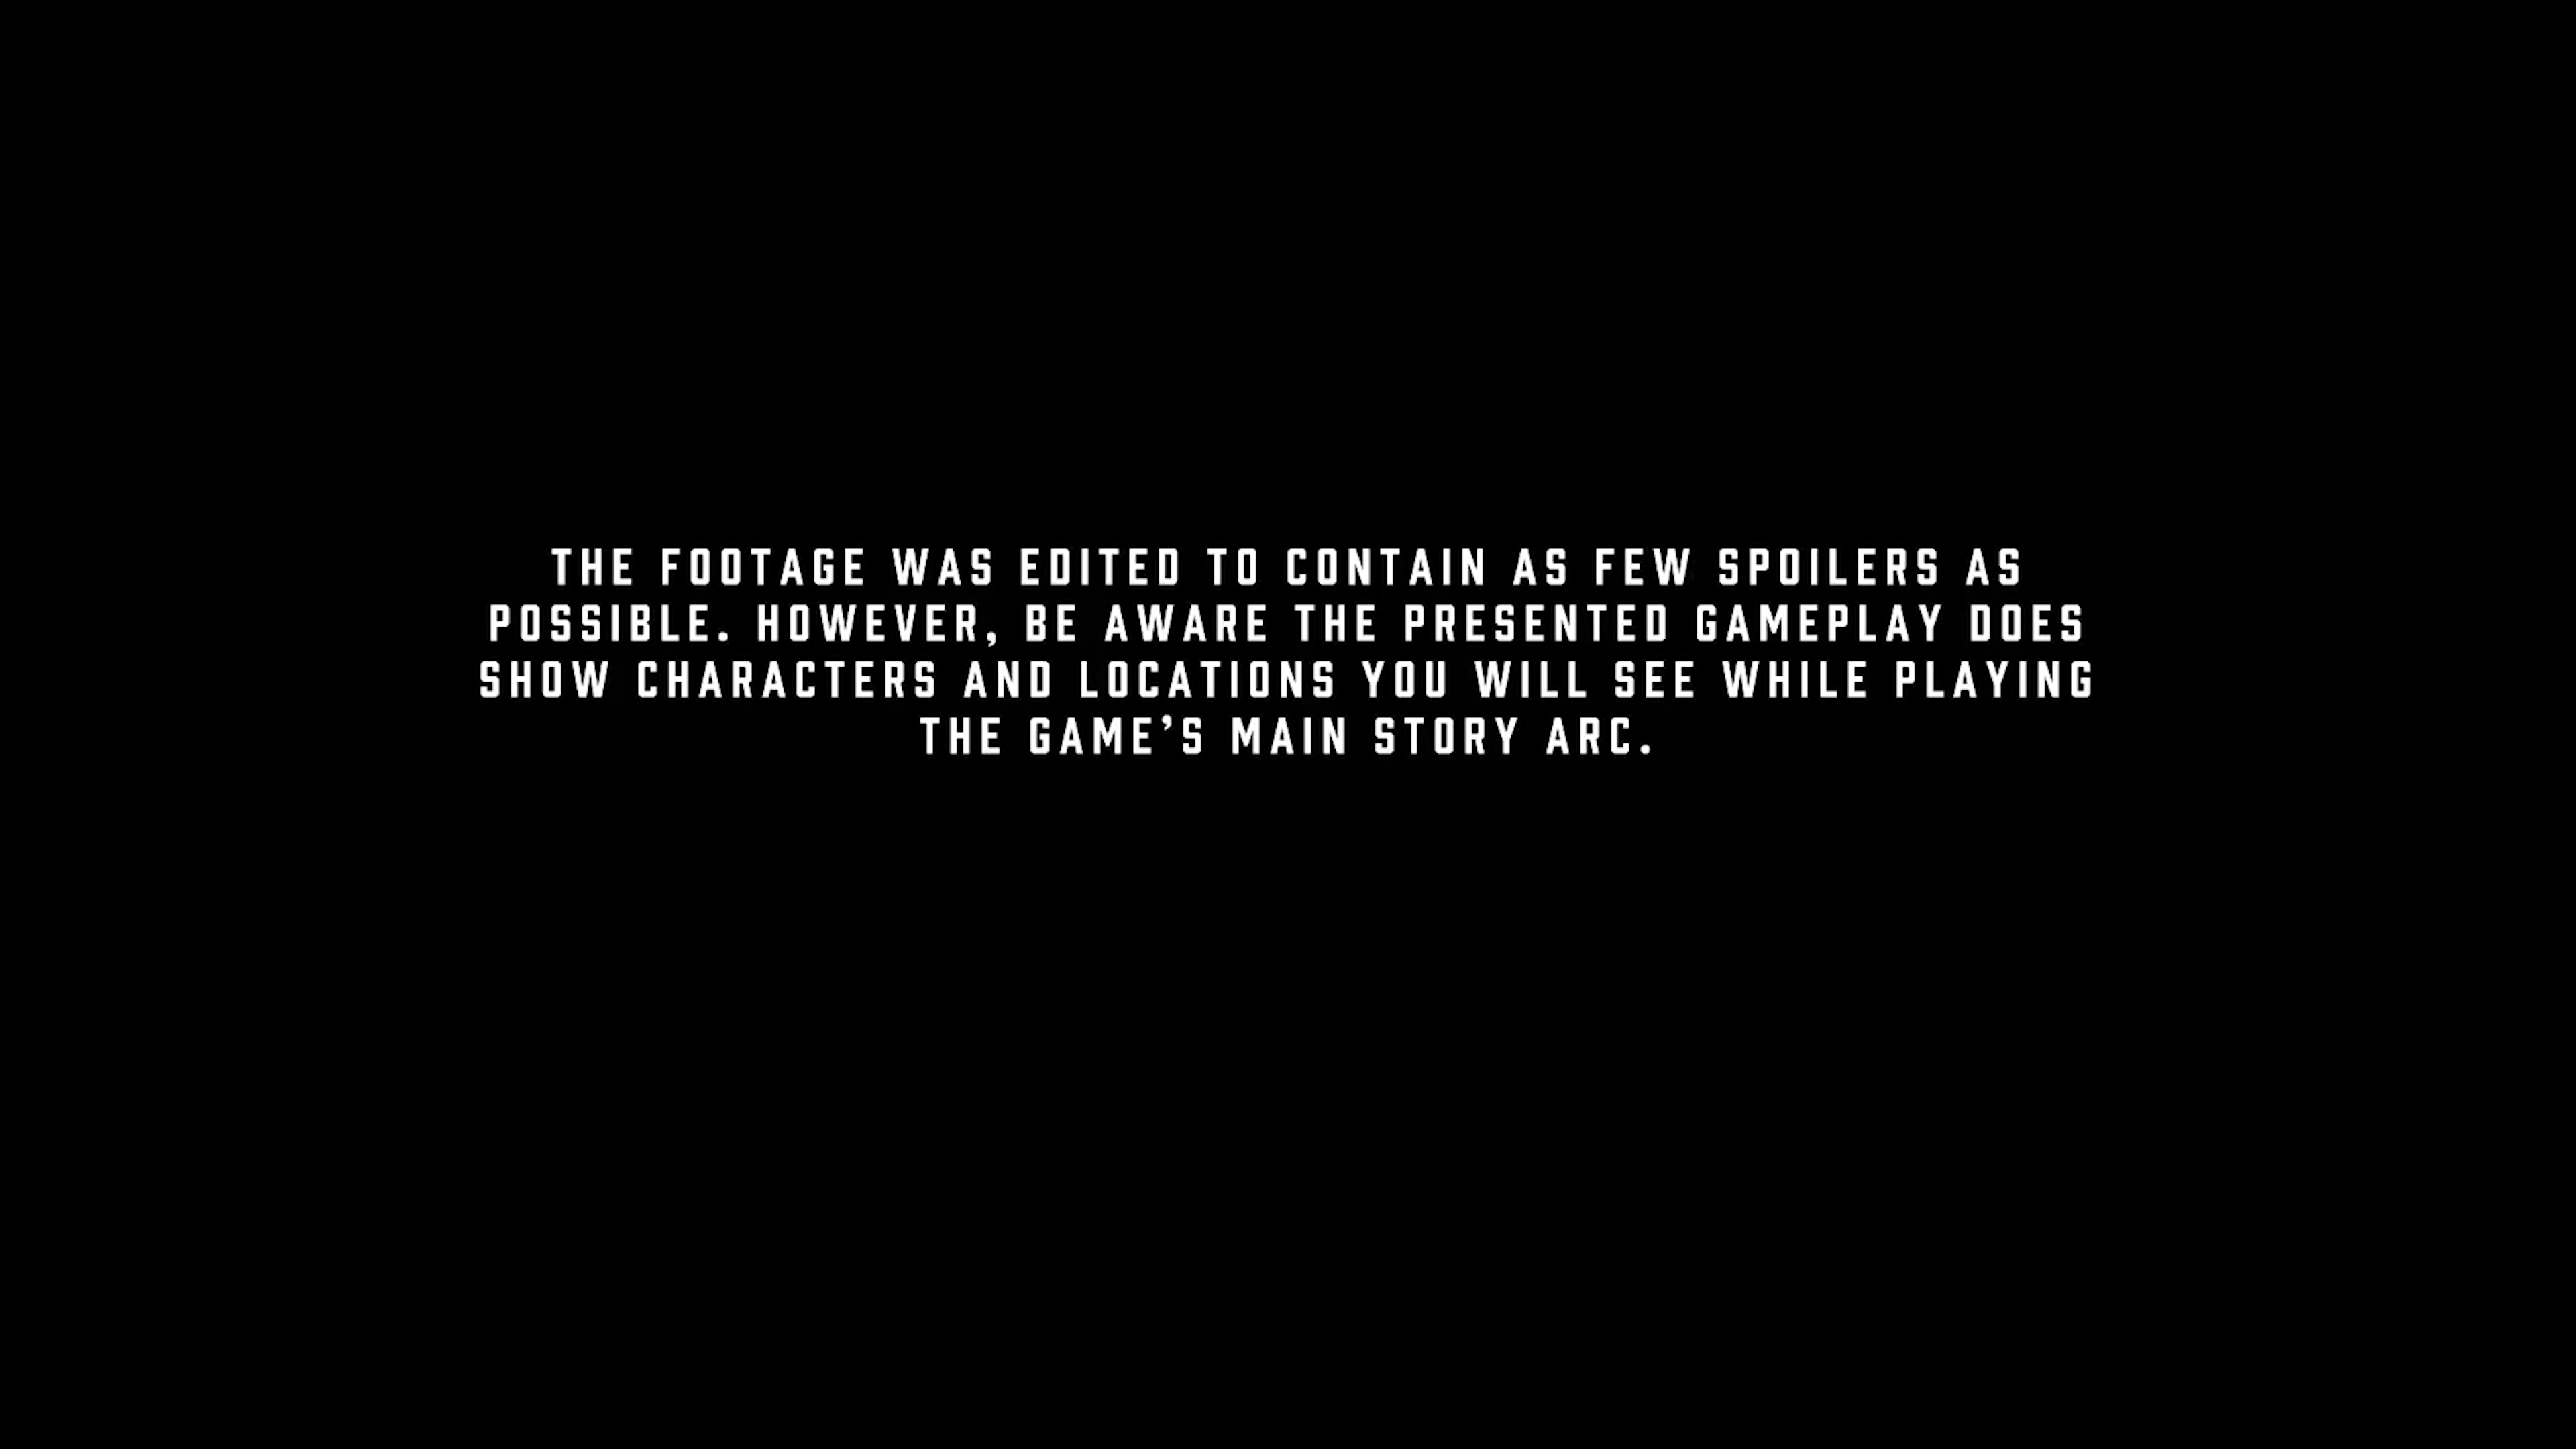 THE FOOTAGE WAS EDITED TO CONTAIN AS FEW SPOILERS AS
POSSIBLE. HOWEVER, BE AWARE THE PRESENTED GAMEPLAY DOES
SHOW CHARACTERS AND LOCATIONS YOU WILL SEE WHILE PLAYING
THE GAME’S MAIN STORY ARC.